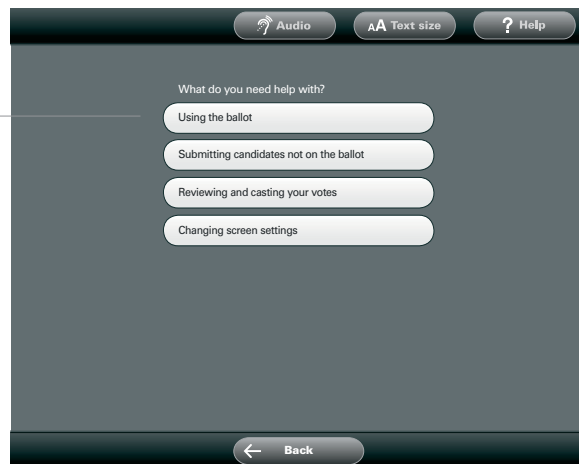 Audio
AA Text size
? Help
What do you need help with?
Using the ballot
Submitting candidates not on the ballot
Reviewing and casting your votes
Changing screen settings
Back